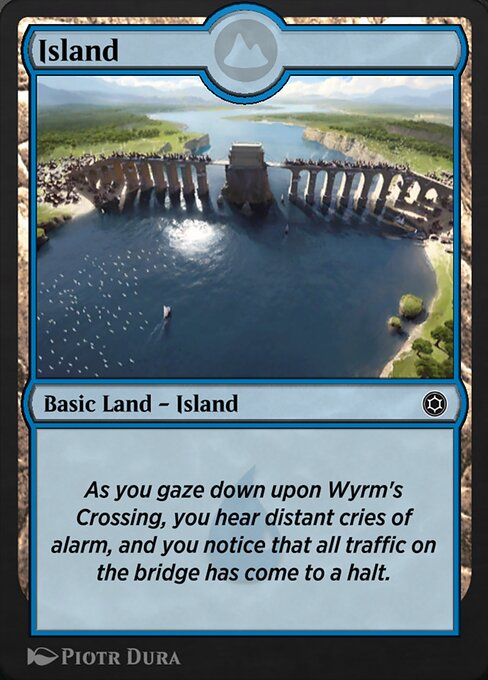 Island
Basic Land – Island
As you gaze down upon Wyrm's
Crossing, you hear distant cries of
alarm, and you notice that all traffic on
the bridge has come to a halt.
Piotr Dura